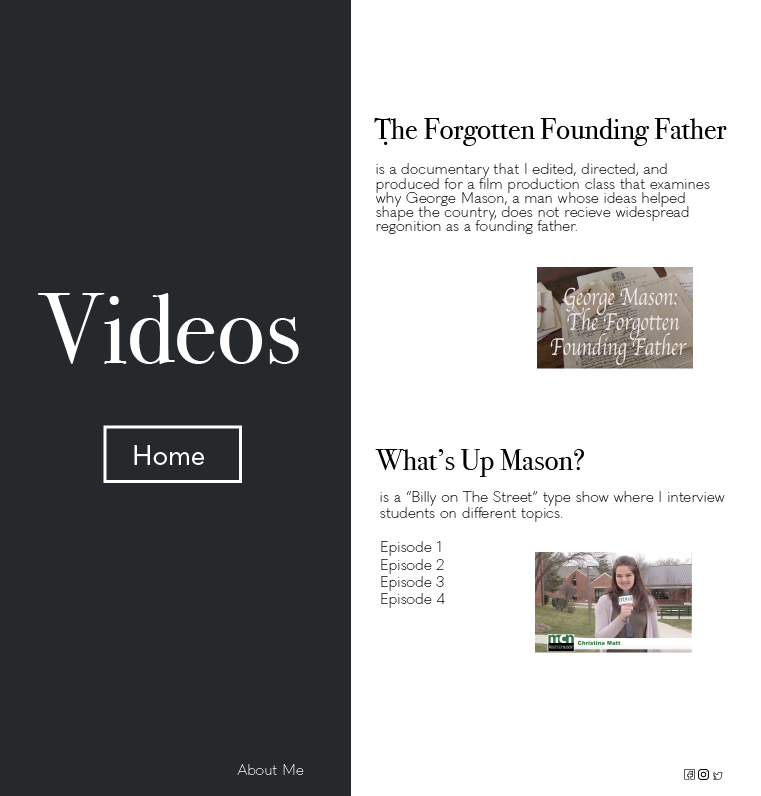 Videos
Home
About Me
The Forgotten Founding Father
is a documentary that I edited, directed, and
produced for a film production class that examines
why George Mason, a man whose ideas helped
shape the country, does not recieve widespread
regonition as a founding father.
George Mason:
The Forgotten
Founding Father
What's Up Mason?
is a "Billy on The Street" type show where I interview
students on different topics.
Episode 1
Episode 2
Episode 3
Episode 4
mcn
Christina Matt